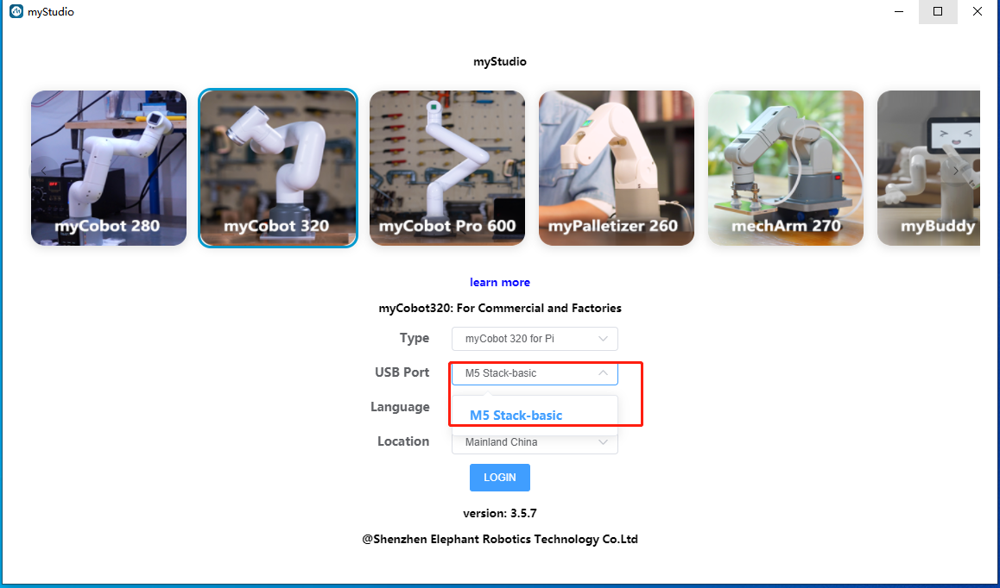 myStudio
myStudio
myCobot 280
myCobot 320
myCobot Pro 600
myPalletizer 260
mechArm 270
myBuddy
learn more
myCobot320: For Commercial and Factories
Type
myCobot 320 for Pi
USB Port
M5 Stack-basic
Language
M5 Stack-basic
Location
Mainland China
LOGIN
version: 3.5.7
@Shenzhen Elephant Robotics Technology Co.Ltd